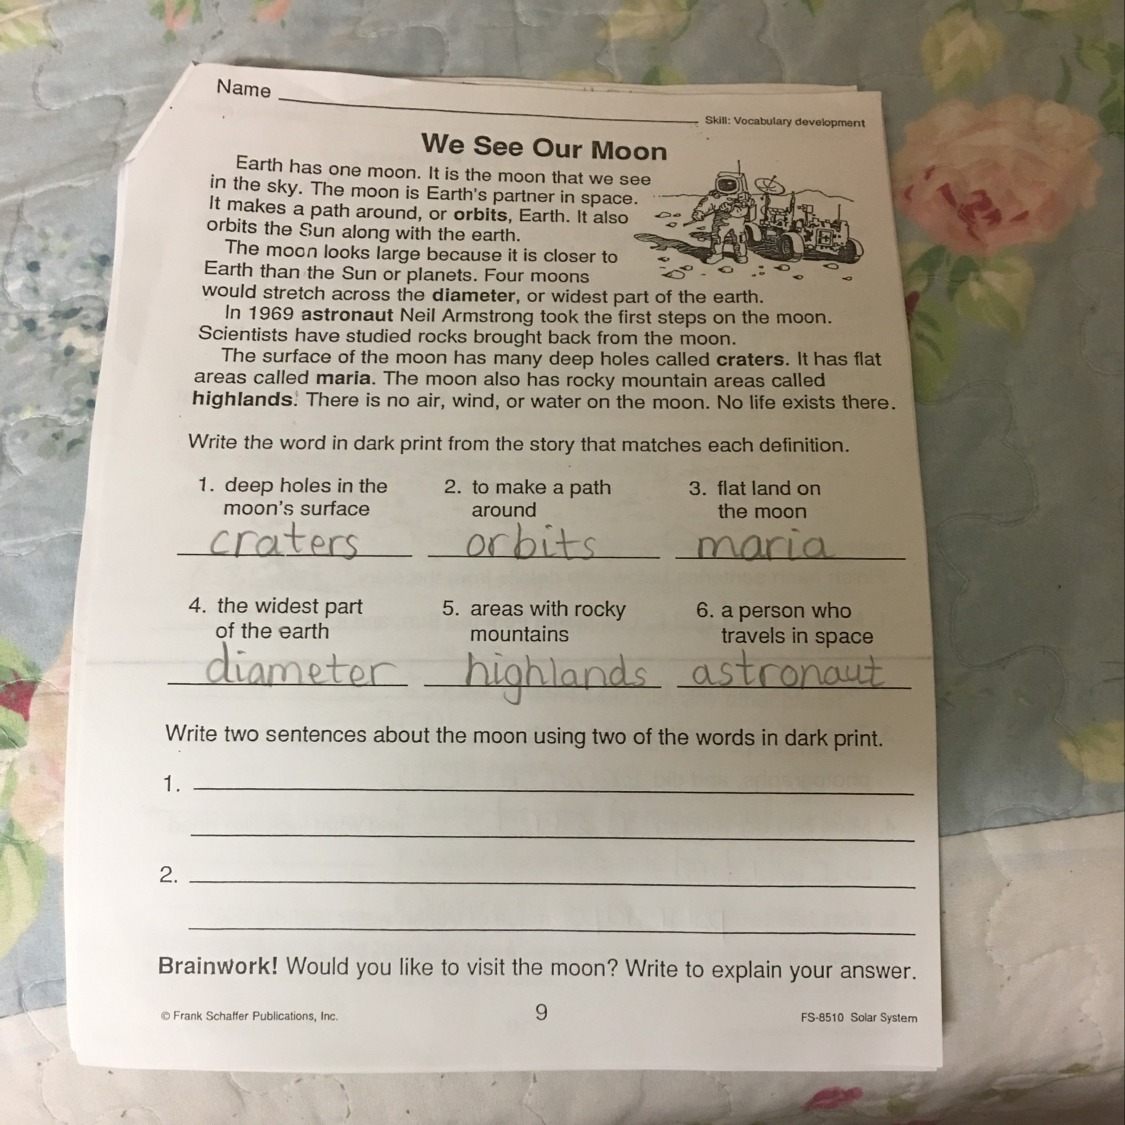 Name
Skill: Vocabulary development
We See Our Moon
Earth has one moon. It is the moon that we see
in the sky. The moon is Earth's partner in space.
It makes a path around, or orbits, Earth. It also
orbits the Sun along with the earth.
The moon looks large because it is closer to
Earth than the Sun or planets. Four moons
would stretch across the diameter, or widest part of the earth.
In 1969 astronaut Neil Armstrong took the first steps on the moon.
Scientists have studied rocks brought back from the moon.
The surface of the moon has many deep holes called craters. It has flat
areas called maria. The moon also has rocky mountain areas called
highlands. There is no air, wind, or water on the moon. No life exists there.
Write the word in dark print from the story that matches each definition.
1. deep holes in the
moon's surface
craters
2. to make a path
around
orbits
3. flat land on
the moon
maria
4. the widest part
of the earth
diameter
5. areas with rocky
mountains
highlands
6. a person who
travels in space
astronaut
Write two sentences about the moon using two of the words in dark print.
1.
2.
Brainwork! Would you like to visit the moon? Write to explain your answer.
© Frank Schaffer Publications, Inc.
9
FS-8510 Solar System